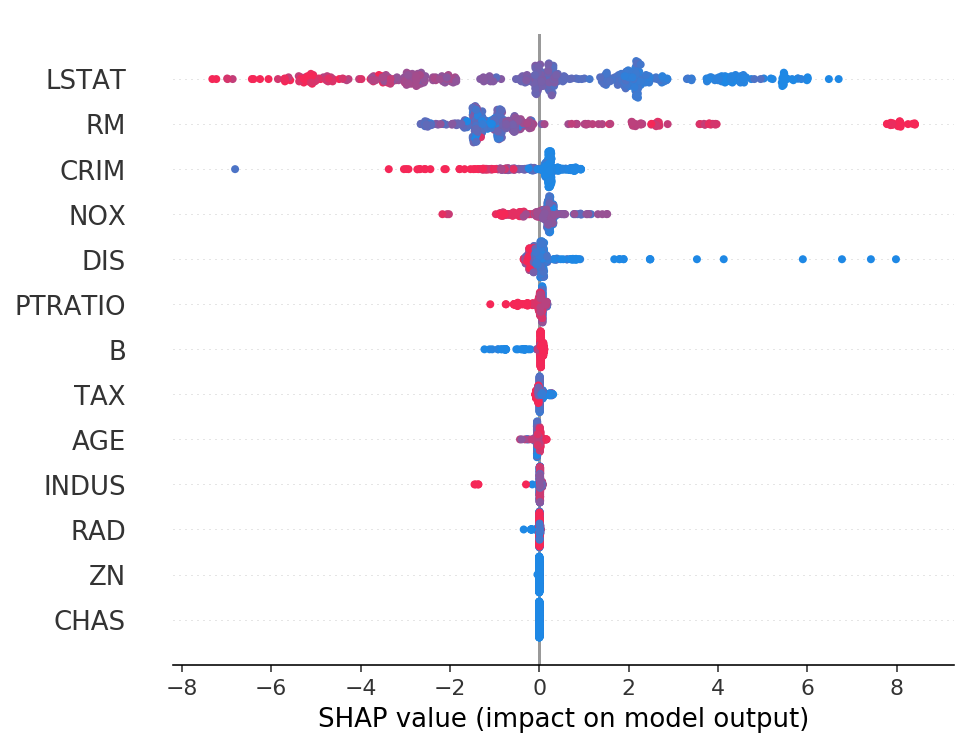 LSTAT
RM
CRIM
NOX
DIS
PTRATIO
B
TAX
AGE
INDUS
RAD
ZN
CHAS
−8 −6 −4 −2 0 2 4 6 8
SHAP value (impact on model output)